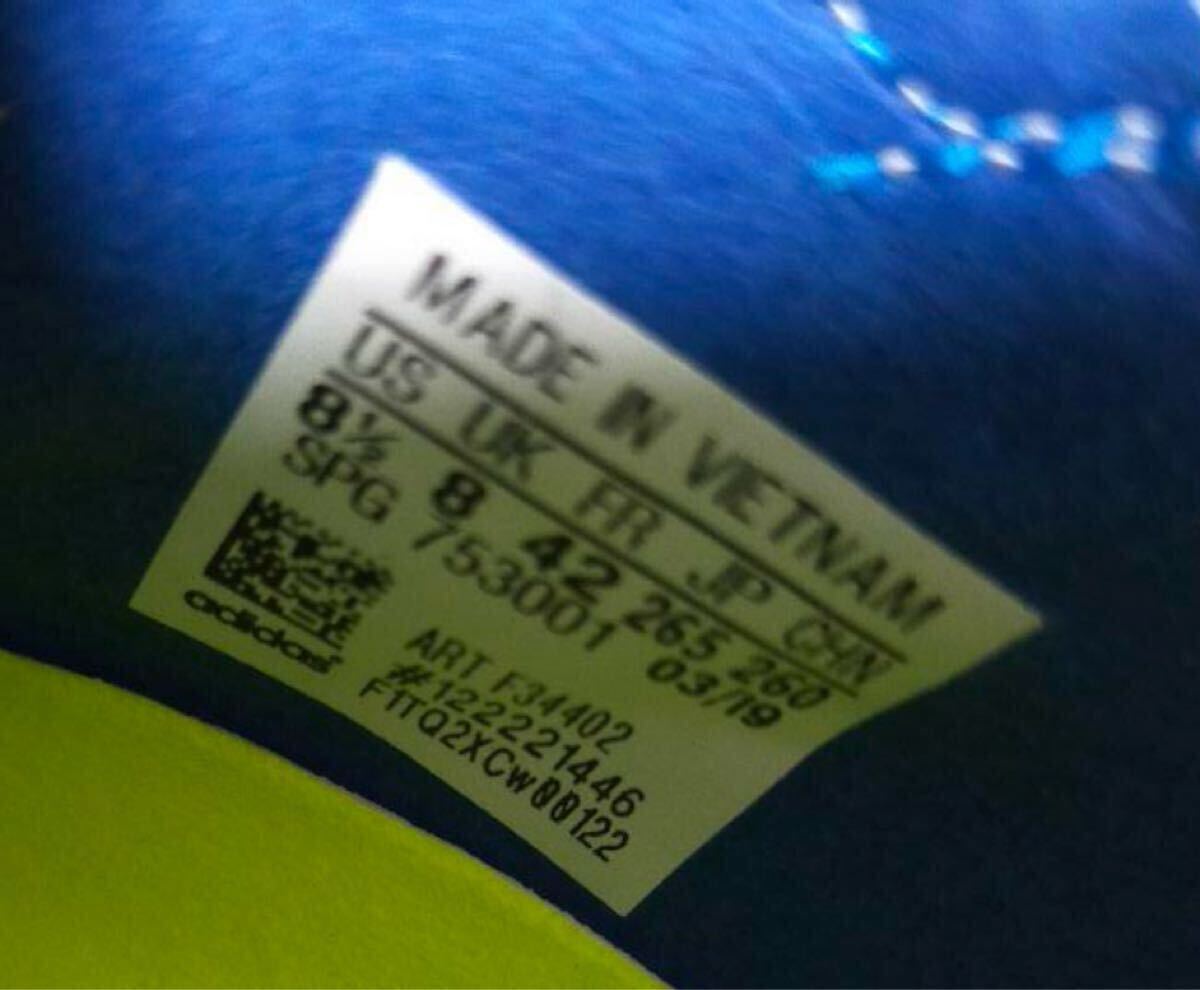 MADE IN VIETNAM
US UK FR JP CHN
8½ 8 42 265 260
SPG 753001 03/19
ART F34402
#122221446
F1TQ2XCw00122
adidas